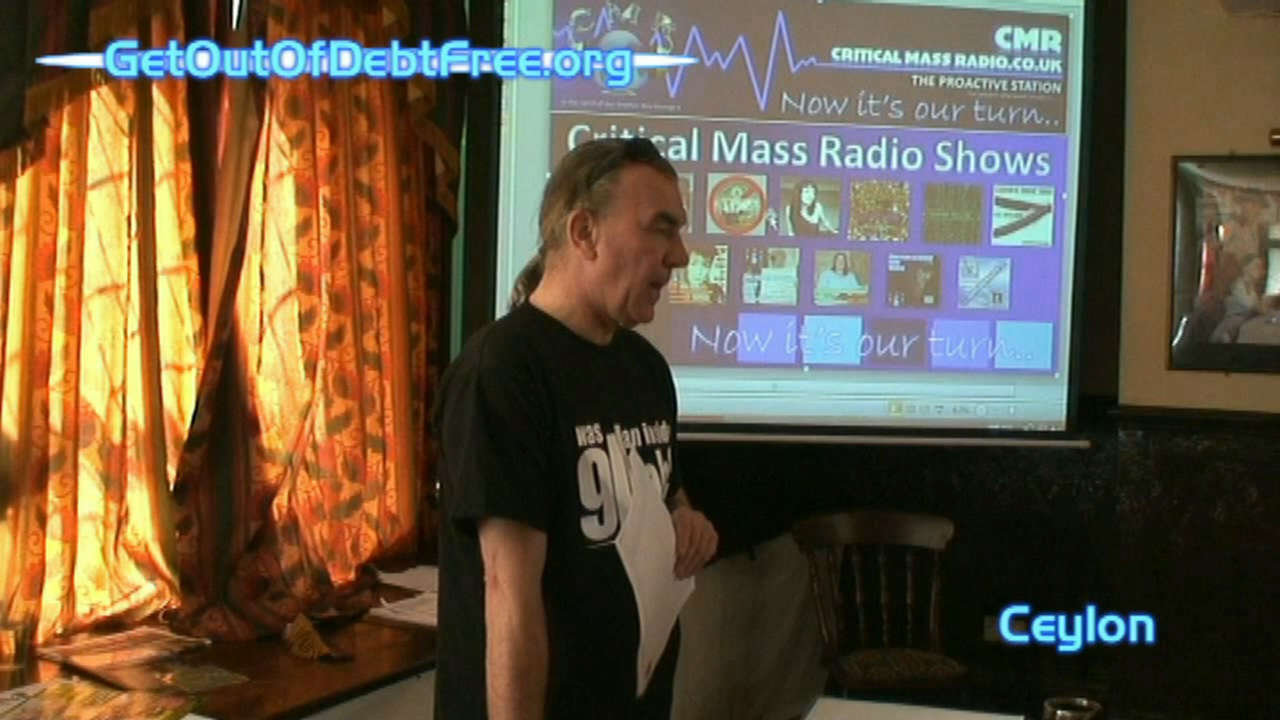 GetOutOfDebtFree.org
CMR
CRITICAL MASS RADIO.CO.UK
THE PROACTIVE STATION
Now it's our turn..
Critical Mass Radio Shows
Now it's our turn..
was
Ceylon